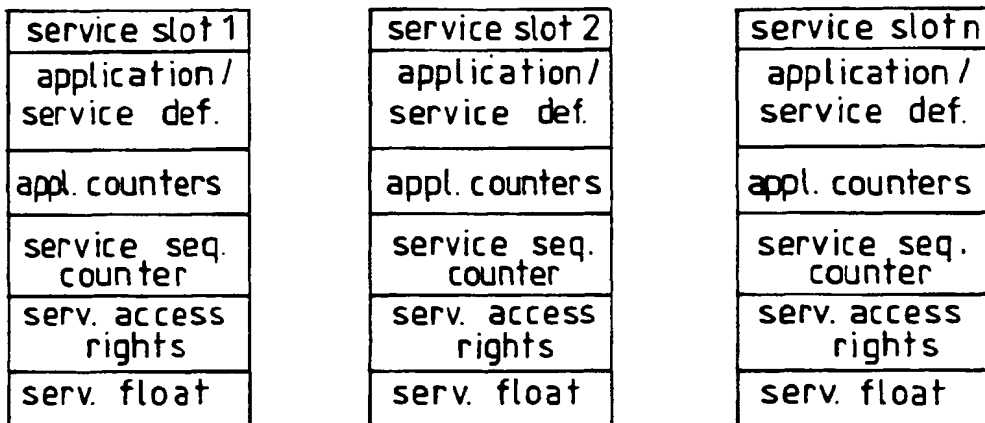 service slot 1
application/
service def.
appl. counters
service seq.
counter
serv. access
rights
serv. float
service slot 2
application/
service def.
appl. counters
service seq.
counter
serv. access
rights
serv. float
service slot n
application/
service def.
appl. counters
service seq.
counter
serv. access
rights
serv. float